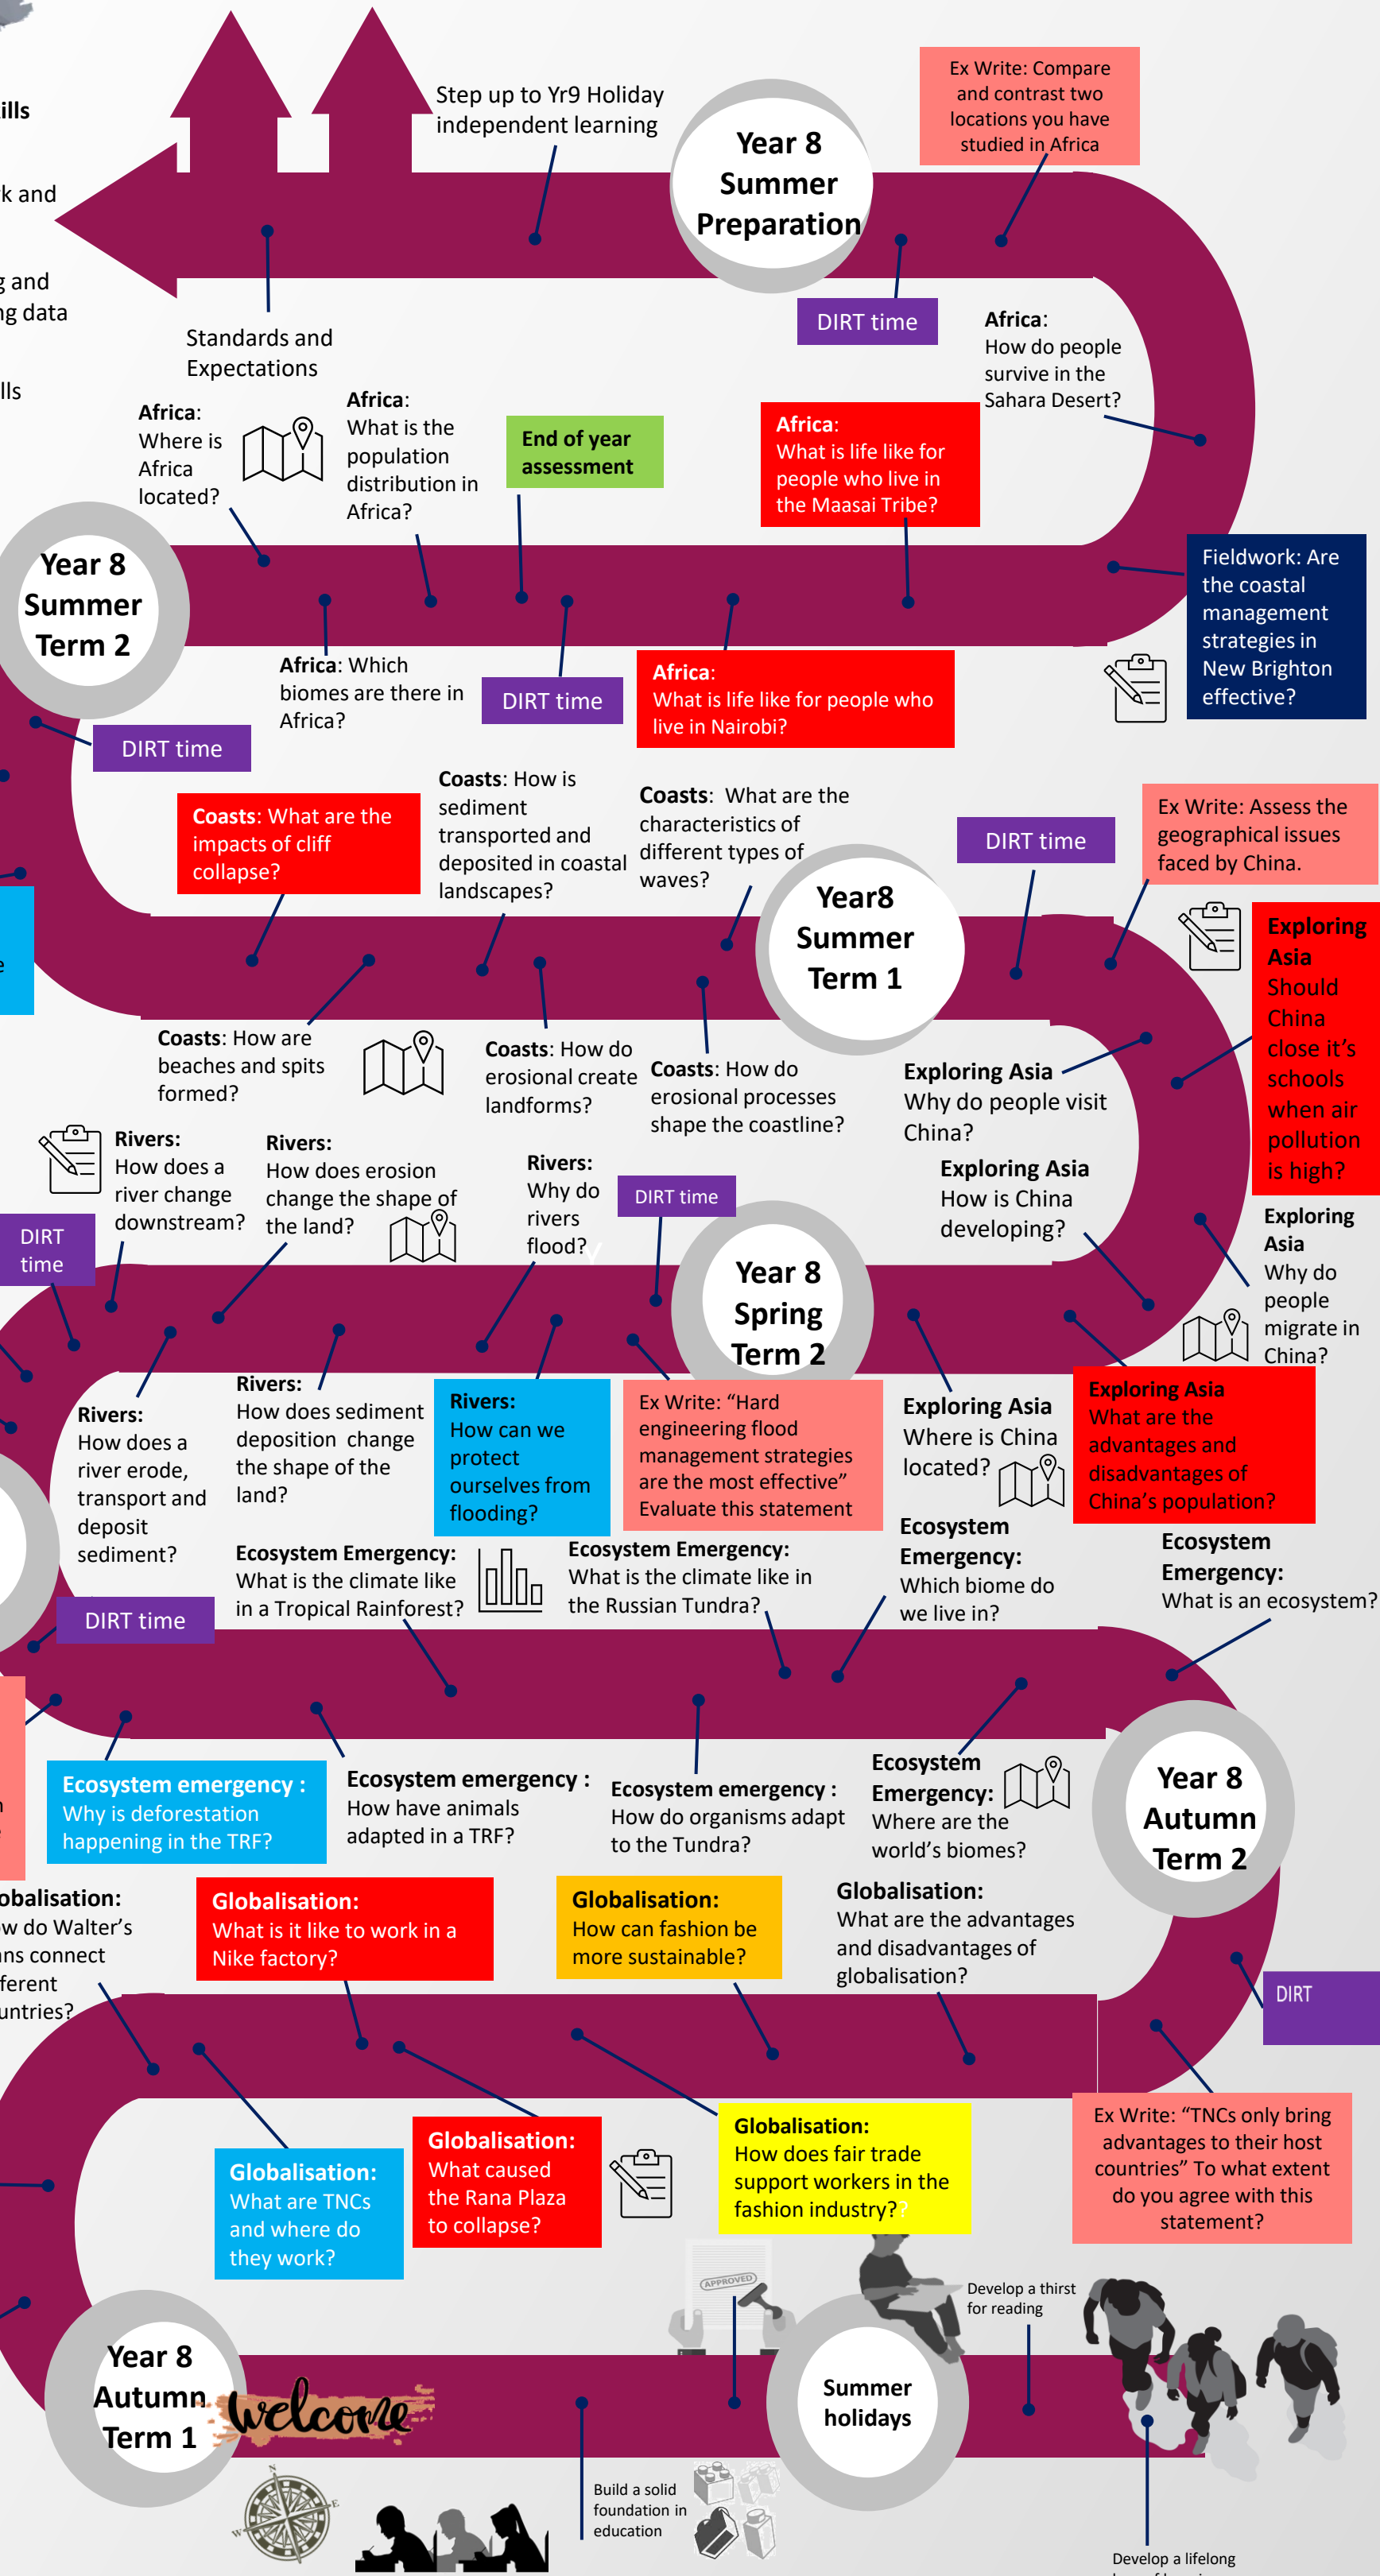 Step up to Yr9 Holiday
independent learning
Year 8
Summer
Preparation
Ex Write: Compare
and contrast two
locations you have
studied in Africa
ills
k and
g and
ng data
lls
Standards and
Expectations
DIRT time
Africa:
How do people
survive in the
Sahara Desert?
Africa:
Where is
Africa
located?
Africa:
What is the
population
distribution in
Africa?
End of year
assessment
Africa:
What is life like for
people who live in
the Maasai Tribe?
Year 8
Summer
Term 2
Fieldwork: Are
the coastal
management
strategies in
New Brighton
effective?
Africa: Which
biomes are there in
Africa?
DIRT time
Africa:
What is life like for people who
live in Nairobi?
DIRT time
Coasts: What are the
impacts of cliff
collapse?
Coasts: How is
sediment
transported and
deposited in coastal
landscapes?
Coasts: What are the
characteristics of
different types of
waves?
Year8
Summer
Term 1
DIRT time
Ex Write: Assess the
geographical issues
faced by China.
Exploring
Asia
Should
China
close it's
schools
when air
pollution
is high?
e
Coasts: How are
beaches and spits
formed?
Coasts: How do
erosional create
landforms?
Coasts: How do
erosional processes
shape the coastline?
Exploring Asia
Why do people visit
China?
Exploring Asia
How is China
developing?
Exploring
Asia
Why do
people
migrate in
China?
DIRT
time
Rivers:
How does a
river change
downstream?
Rivers:
How does erosion
change the shape of
the land?
Rivers:
Why do
rivers
flood?
DIRT time
Year 8
Spring
Term 2
Rivers:
How does a
river erode,
transport and
deposit
sediment?
Rivers:
How does sediment
deposition change
the shape of the
land?
Rivers:
How can we
protect
ourselves from
flooding?
Ex Write: “Hard
engineering flood
management strategies
are the most effective”
Evaluate this statement
Exploring Asia
Where is China
located?
Exploring Asia
What are the
advantages and
disadvantages of
China's population?
DIRT time
Ecosystem Emergency:
What is the climate like
in a Tropical Rainforest?
Ecosystem Emergency:
What is the climate like in
the Russian Tundra?
Ecosystem
Emergency:
Which biome do
we live in?
Ecosystem
Emergency:
What is an ecosystem?
Ecosystem emergency :
Why is deforestation
happening in the TRF?
Ecosystem emergency :
How have animals
adapted in a TRF?
Ecosystem emergency :
How do organisms adapt
to the Tundra?
Ecosystem
Emergency:
Where are the
world's biomes?
Year 8
Autumn
Term 2
obalisation:
ow do Walter's
ans connect
fferent
untries?
Globalisation:
What is it like to work in a
Nike factory?
Globalisation:
How can fashion be
more sustainable?
Globalisation:
What are the advantages
and disadvantages of
globalisation?
DIRT
Globalisation:
What are TNCs
and where do
they work?
Globalisation:
What caused
the Rana Plaza
to collapse?
Globalisation:
How does fair trade
support workers in the
fashion industry??
Ex Write: “TNCs only bring
advantages to their host
countries” To what extent
do you agree with this
statement?
Year 8
Autumn
Term 1
welcome
APPROVED
Summer
holidays
Develop a thirst
for reading
N
E
W
Build a solid
foundation in
education
Develop a lifelong